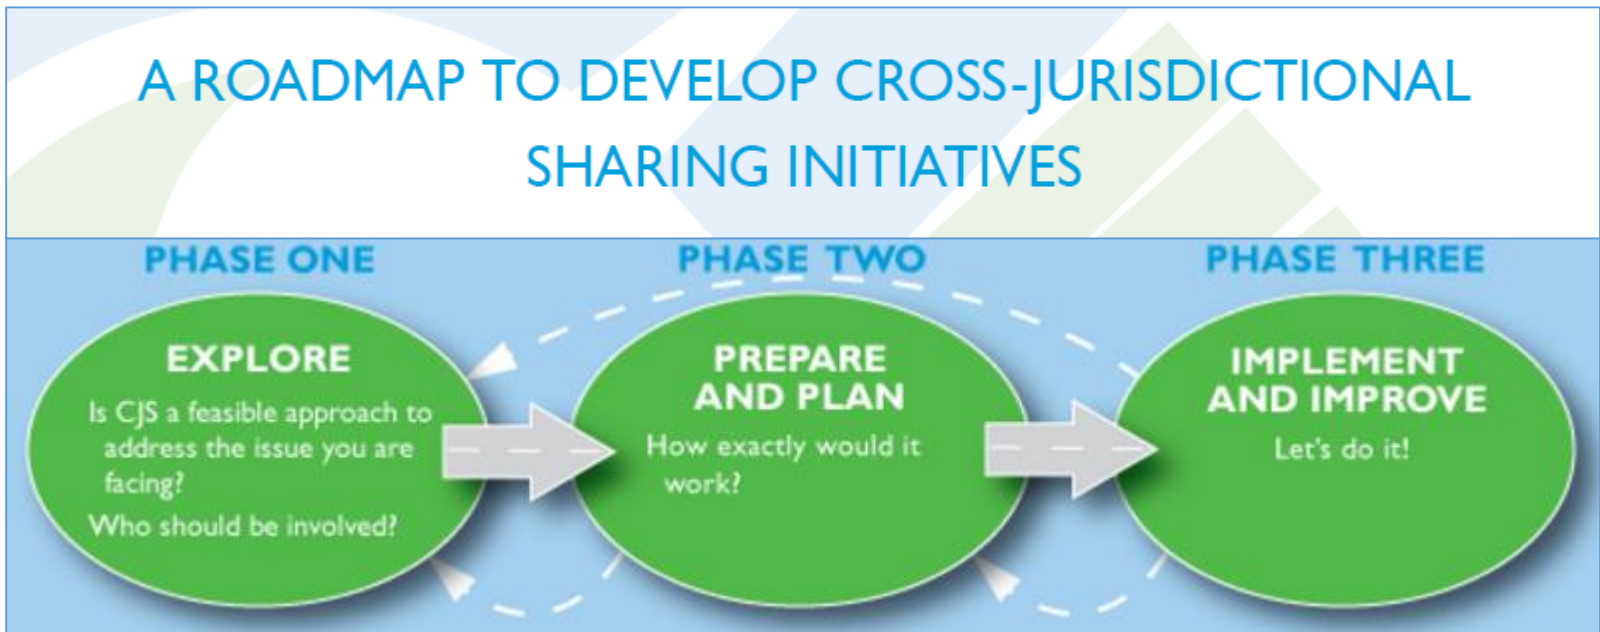 A ROADMAP TO DEVELOP CROSS-JURISDICTIONAL
SHARING INITIATIVES
PHASE ONE
EXPLORE
Is CJS a feasible approach to
address the issue you are
facing?
Who should be involved?
PHASE TWO
PREPARE
AND PLAN
How exactly would it
work?
PHASE THREE
IMPLEMENT
AND IMPROVE
Let's do it!